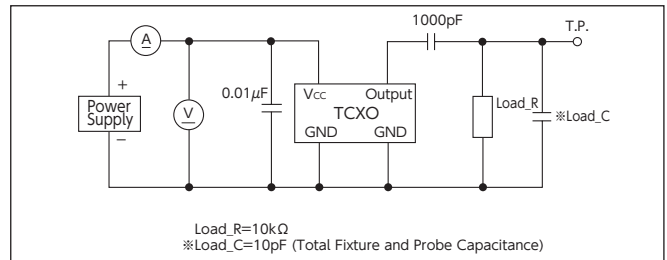 1000pF
T.P.
A
+
Power
Supply
−
V
0.01μF
Vcc Output
TCXO
GND GND
Load_R
※Load_C
Load_R=10kΩ
※Load_C=10pF (Total Fixture and Probe Capacitance)